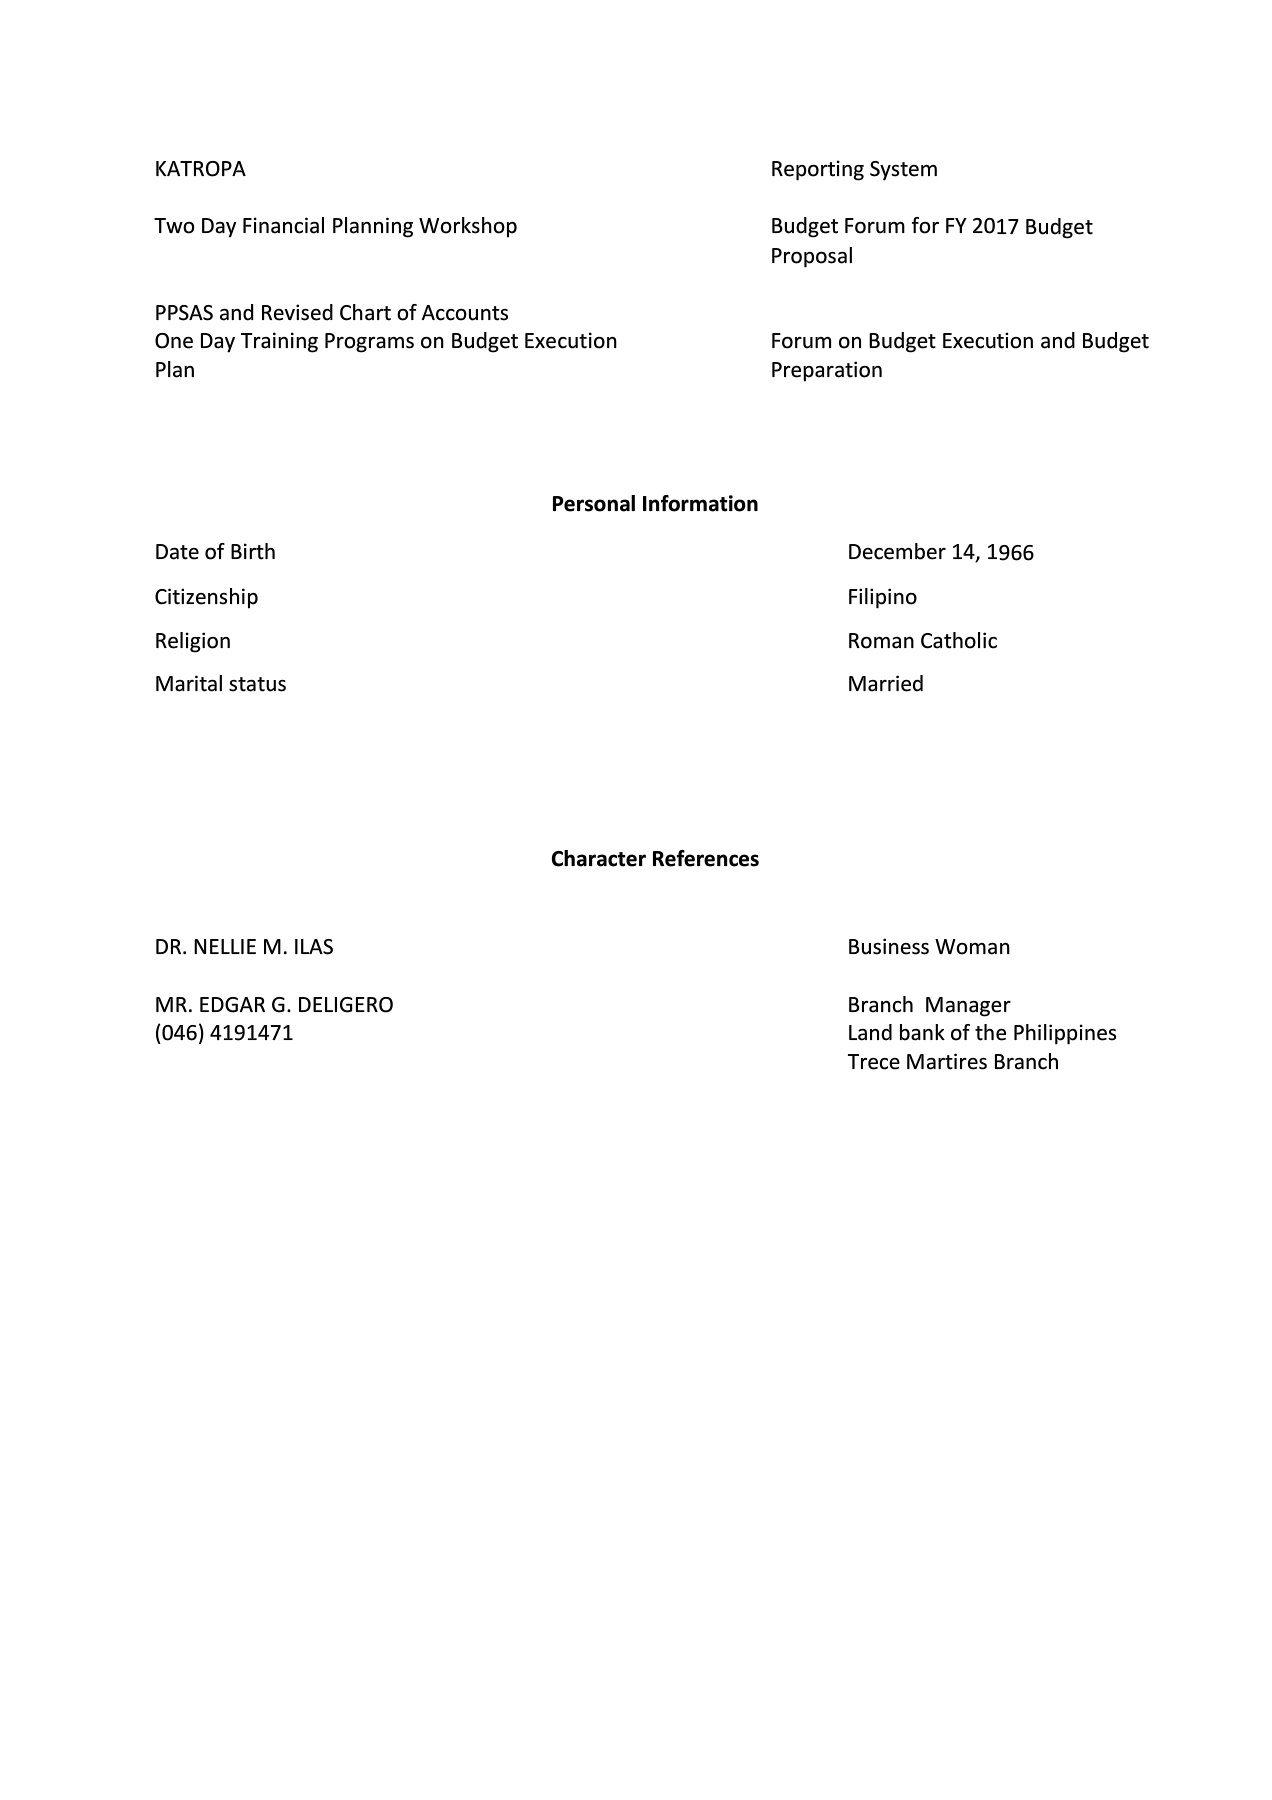 KATROPA
Reporting System
Two Day Financial Planning Workshop
Budget Forum for FY 2017 Budget
Proposal
PPSAS and Revised Chart of Accounts
One Day Training Programs on Budget Execution
Plan
Forum on Budget Execution and Budget
Preparation
Personal Information
Date of Birth
December 14, 1966
Citizenship
Filipino
Religion
Roman Catholic
Marital status
Married
Character References
DR. NELLIE M. ILAS
Business Woman
MR. EDGAR G. DELIGERO
(046) 4191471
Branch  Manager
Land bank of the Philippines
Trece Martires Branch